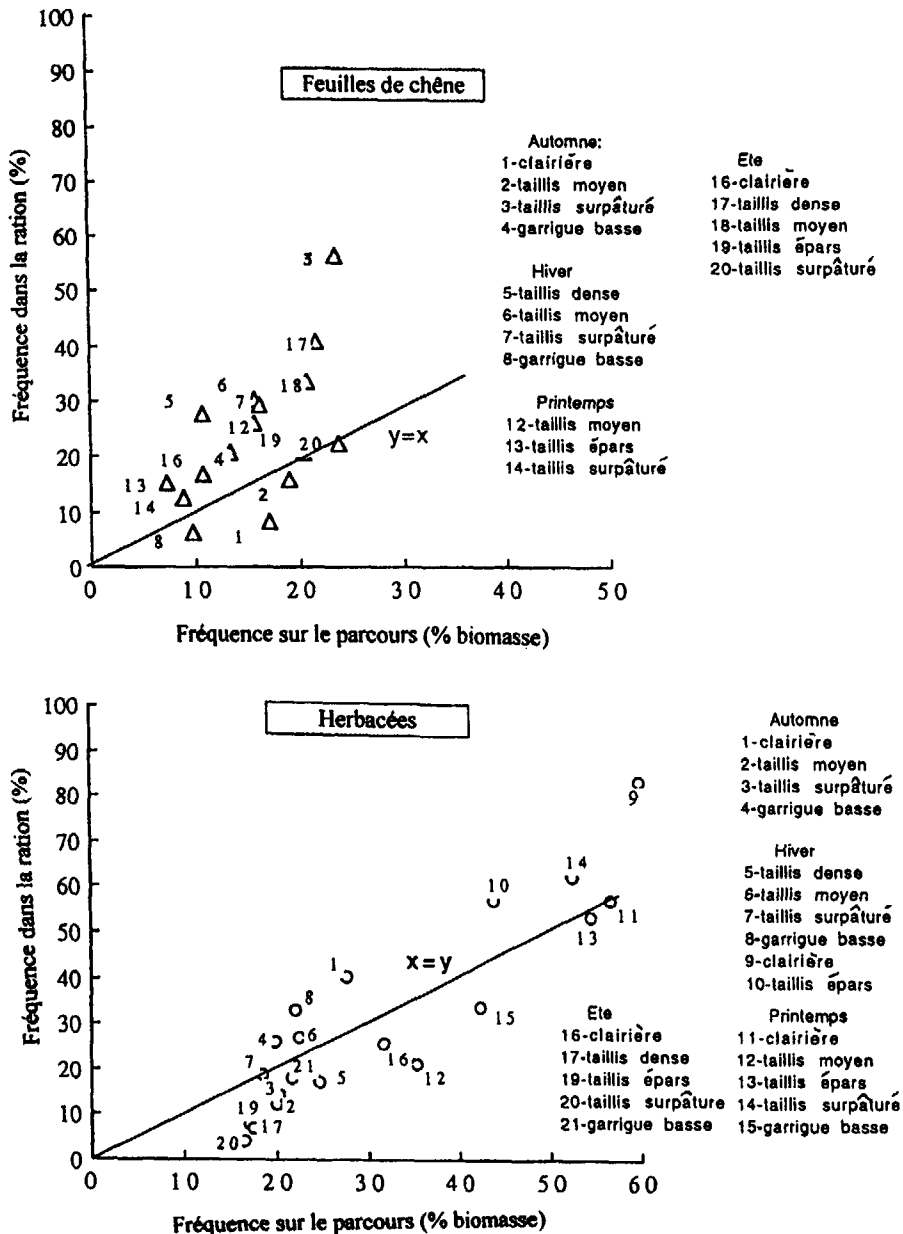 Feuilles de chêne
Fréquence dans la ration (%)
100
90
80
70
60
50
40
30
20
10
0
0 10 20 30 40 50
Fréquence sur le parcours (% biomasse)
3
17
18
6
7
5
12
19
20
4
16
13
14
2
8
1
y=x
Automne:
1-clairière
2-taillis moyen
3-taillis surpâturé
4-garrigue basse
Hiver
5-taillis dense
6-taillis moyen
7-taillis surpâturé
8-garrigue basse
Printemps
12-taillis moyen
13-taillis épars
14-taillis surpâturé
Ete
16-clairière
17-taillis dense
18-taillis moyen
19-taillis épars
20-taillis surpâturé
Herbacées
Fréquence dans la ration (%)
100
90
80
70
60
50
40
30
20
10
0
0 10 20 30 40 50 60
Fréquence sur le parcours (% biomasse)
9
14
10
11
13
1
x=y
8
15
4
6
7
21
5
16
12
3
2
19
17
20
Automne
1-clairière
2-taillis moyen
3-taillis surpâturé
4-garrigue basse
Hiver
5-taillis dense
6-taillis moyen
7-taillis surpâturé
8-garrigue basse
9-clairière
10-taillis épars
Printemps
11-clairière
12-taillis moyen
13-taillis épars
14-taillis surpâturé
15-garrigue basse
Ete
16-clairière
17-taillis dense
19-taillis épars
20-taillis surpâture
21-garrigue basse